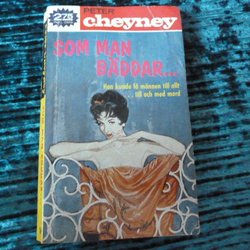 PETER
cheyney
SOM MAN
BÄDDAR...
Hon kunde få männen till allt
...till och med mord